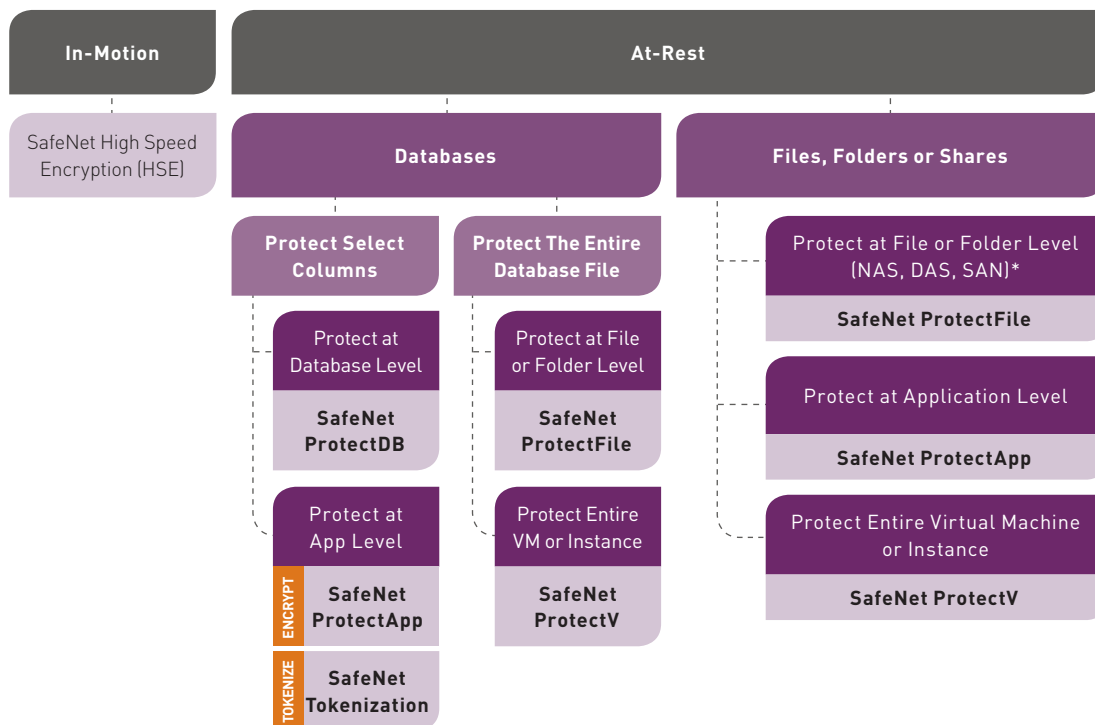 In-Motion
At-Rest
SafeNet High Speed
Encryption (HSE)
Databases
Files, Folders or Shares
Protect Select
Columns
Protect The Entire
Database File
Protect at
Database Level
SafeNet
ProtectDB
Protect at
App Level
ENCRYPT
SafeNet
ProtectApp
TOKENIZE
SafeNet
Tokenization
Protect at File
or Folder Level
SafeNet
ProtectFile
Protect Entire
VM or Instance
SafeNet
ProtectV
Protect at File or Folder Level
(NAS, DAS, SAN)*
SafeNet ProtectFile
Protect at Application Level
SafeNet ProtectApp
Protect Entire Virtual Machine
or Instance
SafeNet ProtectV